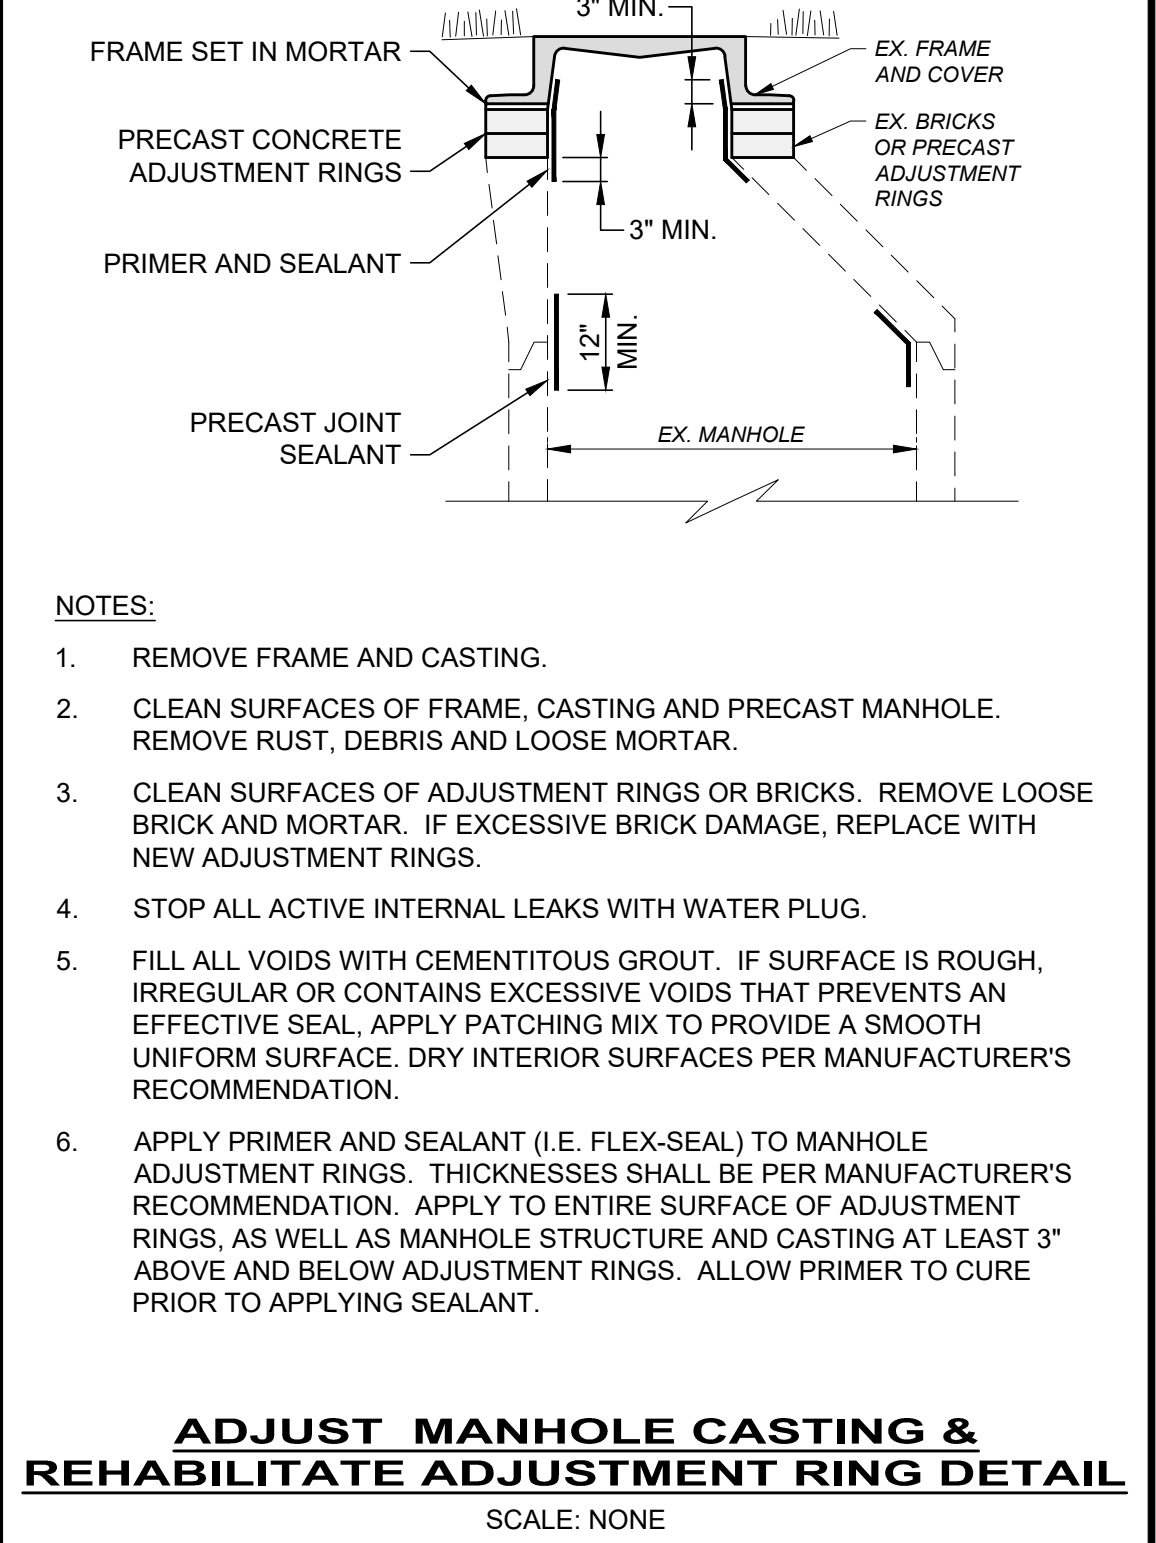 3" MIN.
FRAME SET IN MORTAR
EX. FRAME
AND COVER
PRECAST CONCRETE
ADJUSTMENT RINGS
EX. BRICKS
OR PRECAST
ADJUSTMENT
RINGS
3" MIN.
PRIMER AND SEALANT
12"
MIN.
PRECAST JOINT
SEALANT
EX. MANHOLE
NOTES:
1. REMOVE FRAME AND CASTING.
2. CLEAN SURFACES OF FRAME, CASTING AND PRECAST MANHOLE.
REMOVE RUST, DEBRIS AND LOOSE MORTAR.
3. CLEAN SURFACES OF ADJUSTMENT RINGS OR BRICKS. REMOVE LOOSE
BRICK AND MORTAR. IF EXCESSIVE BRICK DAMAGE, REPLACE WITH
NEW ADJUSTMENT RINGS.
4. STOP ALL ACTIVE INTERNAL LEAKS WITH WATER PLUG.
5. FILL ALL VOIDS WITH CEMENTITOUS GROUT. IF SURFACE IS ROUGH,
IRREGULAR OR CONTAINS EXCESSIVE VOIDS THAT PREVENTS AN
EFFECTIVE SEAL, APPLY PATCHING MIX TO PROVIDE A SMOOTH
UNIFORM SURFACE. DRY INTERIOR SURFACES PER MANUFACTURER'S
RECOMMENDATION.
6. APPLY PRIMER AND SEALANT (I.E. FLEX-SEAL) TO MANHOLE
ADJUSTMENT RINGS. THICKNESSES SHALL BE PER MANUFACTURER'S
RECOMMENDATION. APPLY TO ENTIRE SURFACE OF ADJUSTMENT
RINGS, AS WELL AS MANHOLE STRUCTURE AND CASTING AT LEAST 3"
ABOVE AND BELOW ADJUSTMENT RINGS. ALLOW PRIMER TO CURE
PRIOR TO APPLYING SEALANT.
ADJUST MANHOLE CASTING &
REHABILITATE ADJUSTMENT RING DETAIL
SCALE: NONE